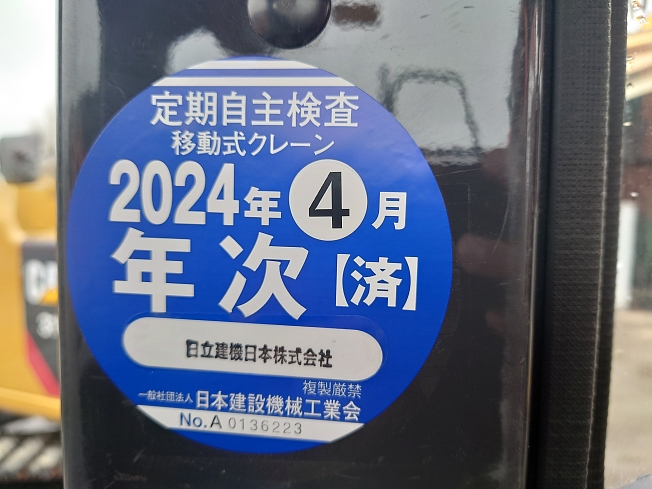 定期自主検査
移動式クレーン
2024年4月
年次【済】
日立建機日本株式会社
複製厳禁
一般社団法人 日本建設機械工業会
No.A 0136223